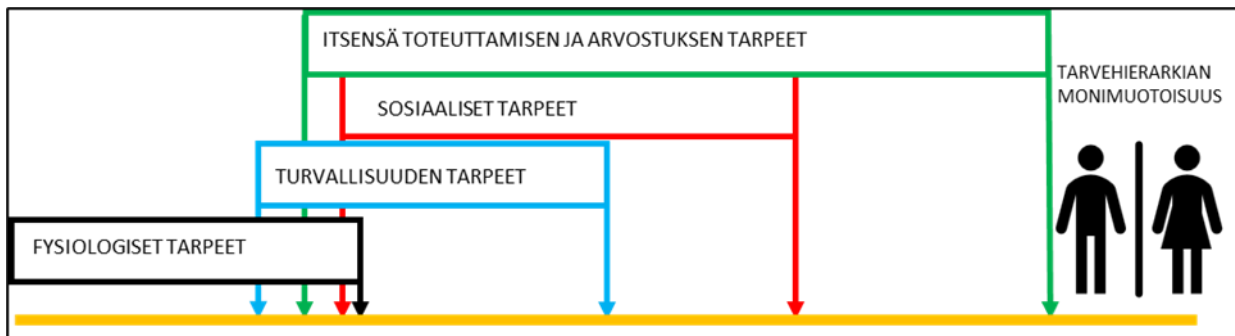 ITSENSÄ TOTEUTTAMISEN JA ARVOSTUKSEN TARPEET
TARVEHIERARKIAN
MONIMUOTOISUUS
SOSIAALISET TARPEET
TURVALLISUUDEN TARPEET
FYSIOLOGISET TARPEET